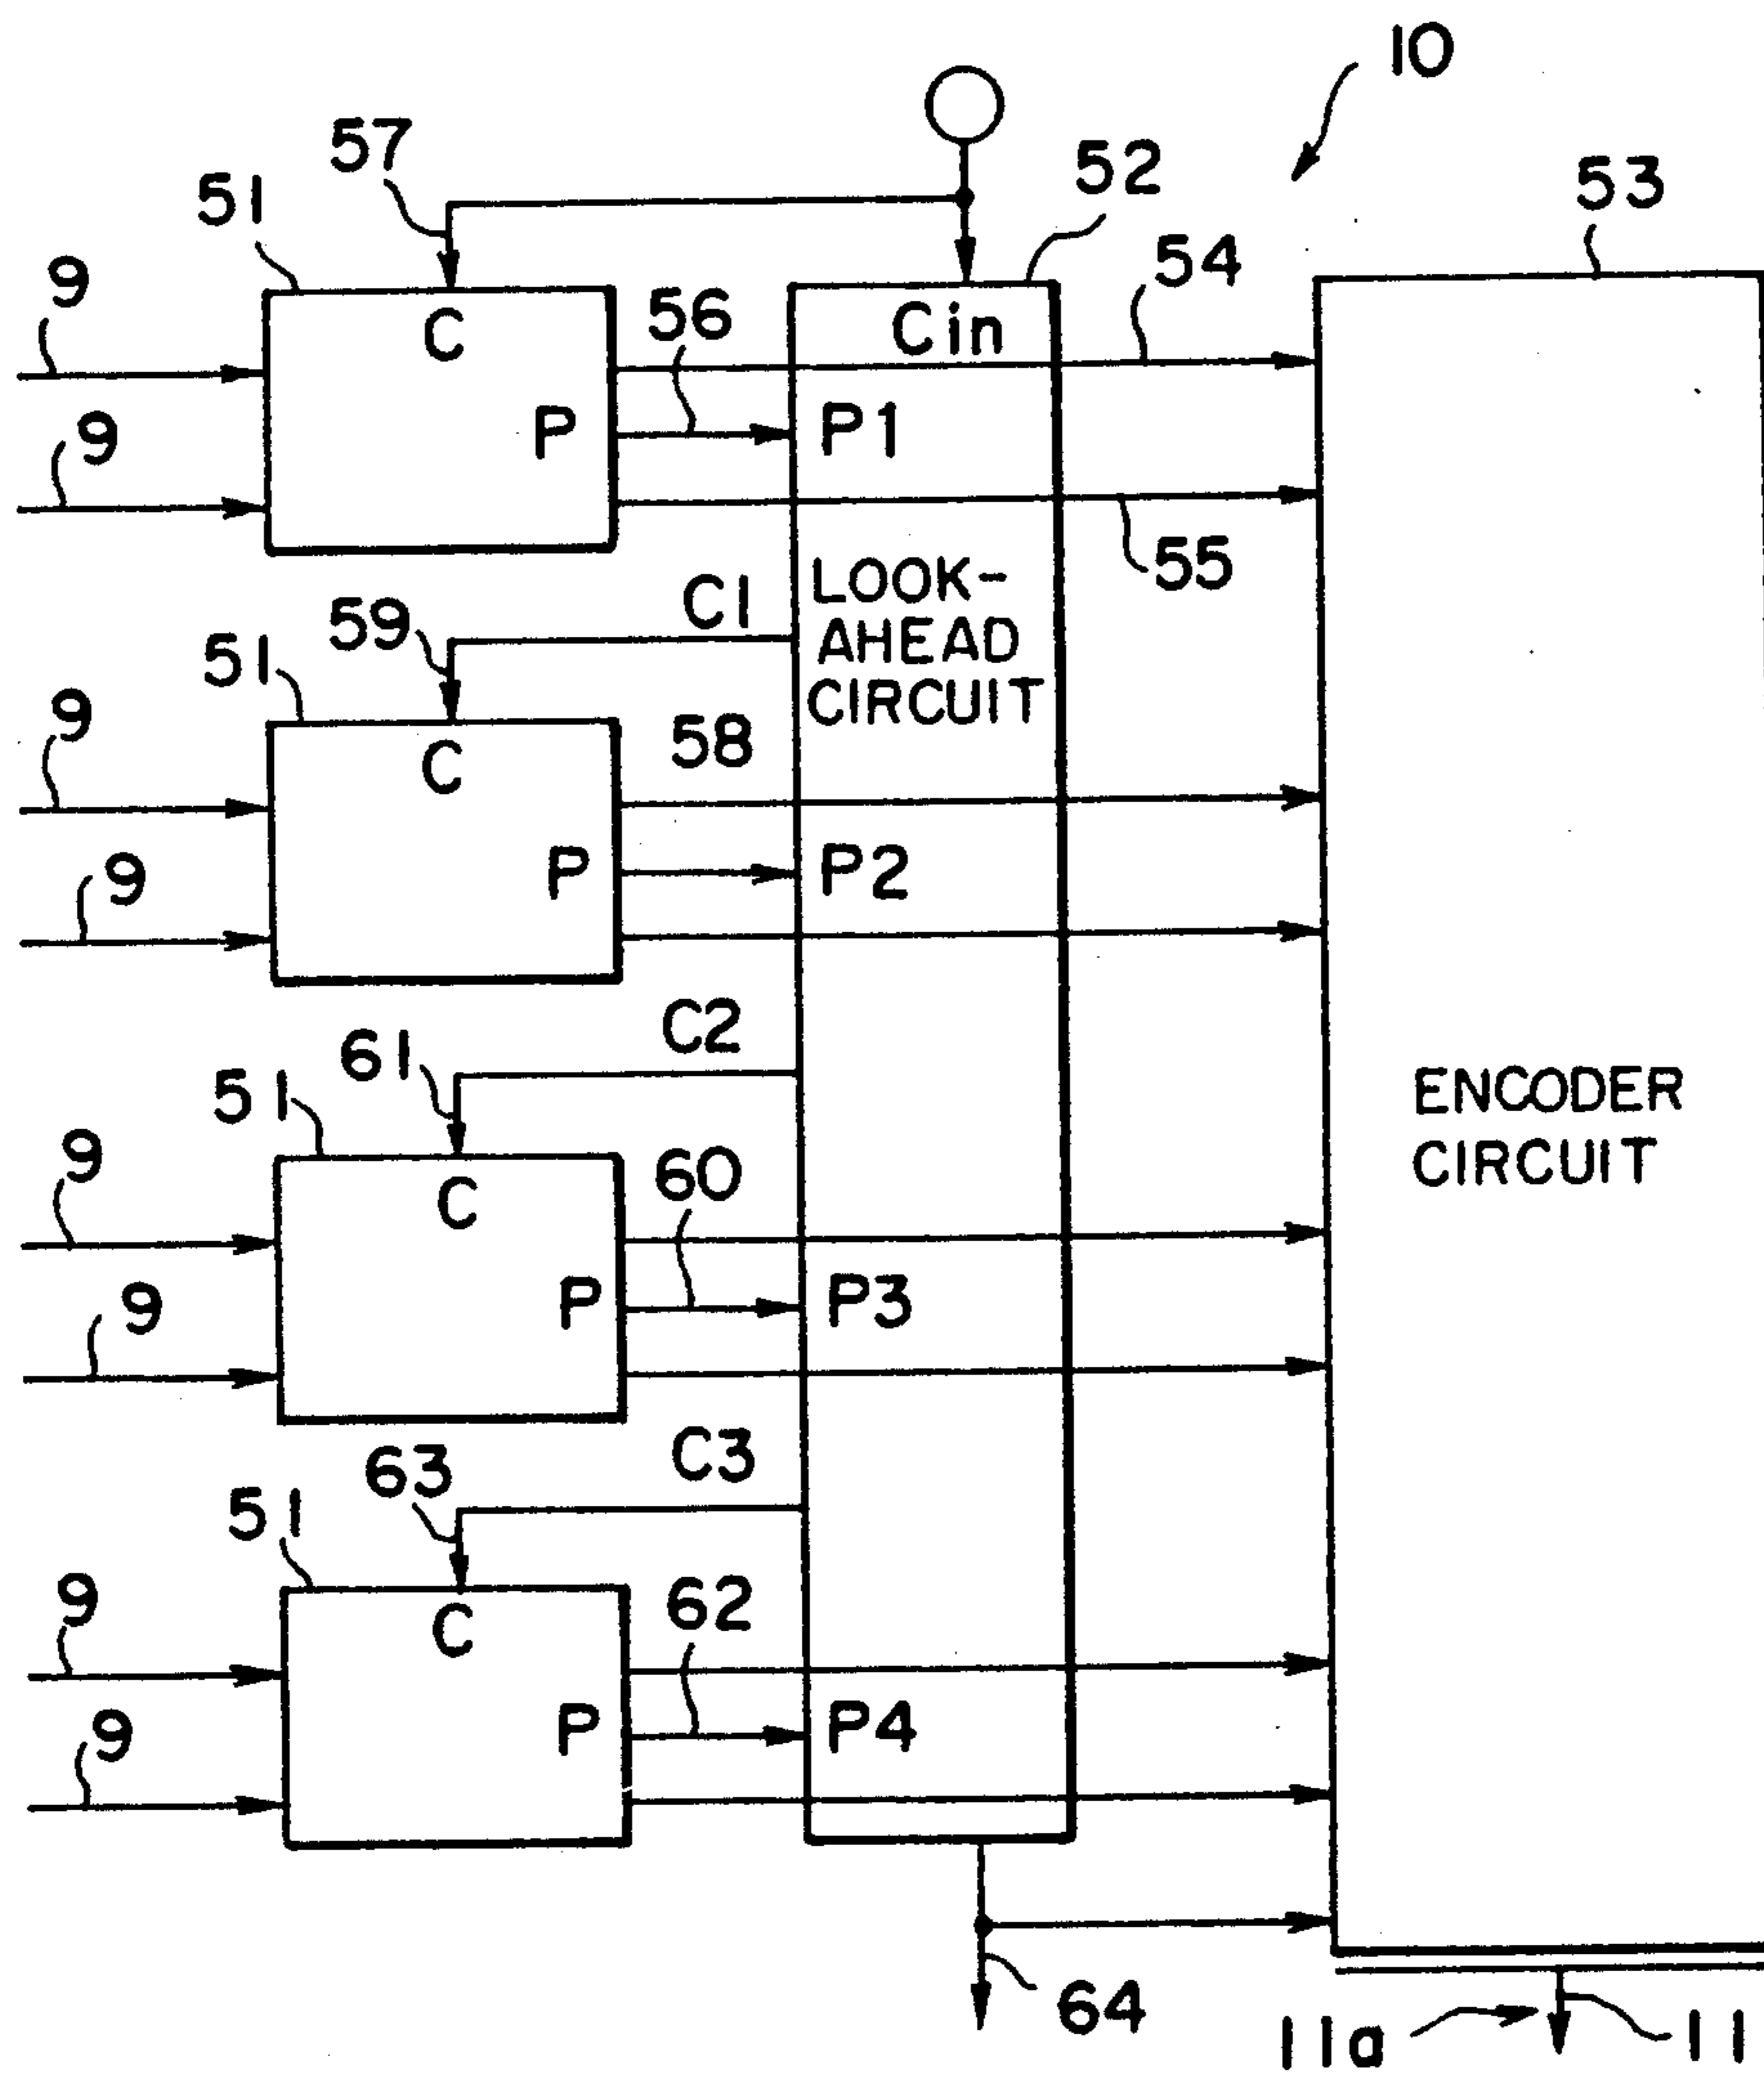 10
57
52
53
51
54
9
56
C
Cin
9
P
P1
55
LOOK-
AHEAD
CIRCUIT
C1
59
51
9
58
C
9
P
P2
C2
61
51
ENCODER
CIRCUIT
9
60
C
9
P
P3
C3
63
51
9
62
C
9
P
P4
64
11a
11